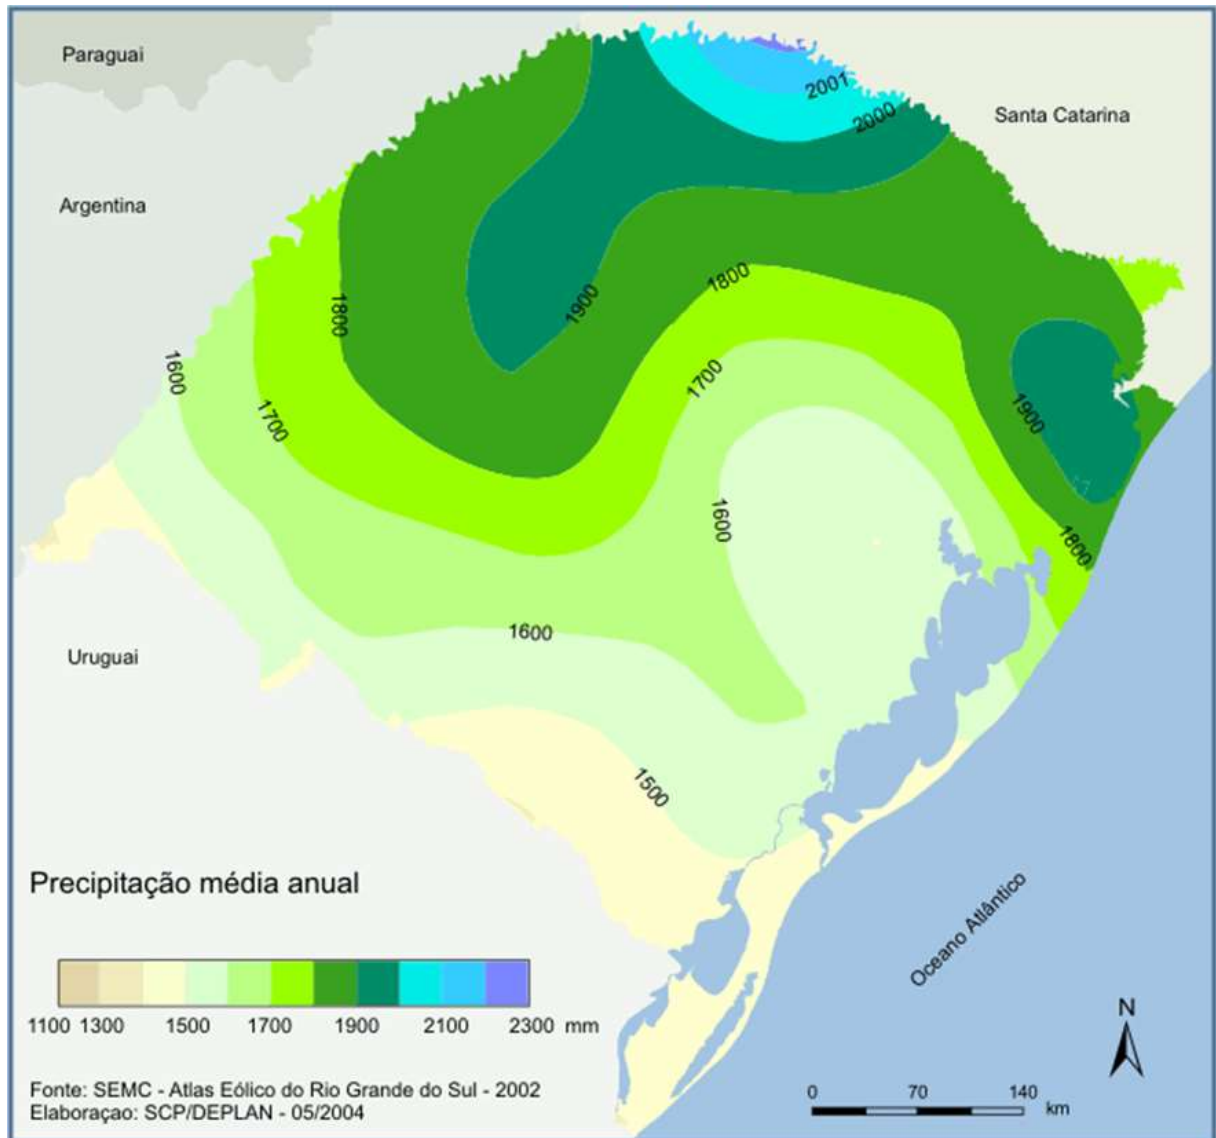 Paraguai
2001
2000
Santa Catarina
Argentina
1800
1800
1900
1600
1700
1700
1900
1600
1800
1600
Uruguai
1500
Precipitação média anual
Oceano Atlântico
1100 1300 1500 1700 1900 2100 2300 mm
N
Fonte: SEMC - Atlas Eólico do Rio Grande do Sul - 2002
Elaboraçao: SCP/DEPLAN - 05/2004
0 70 140
km